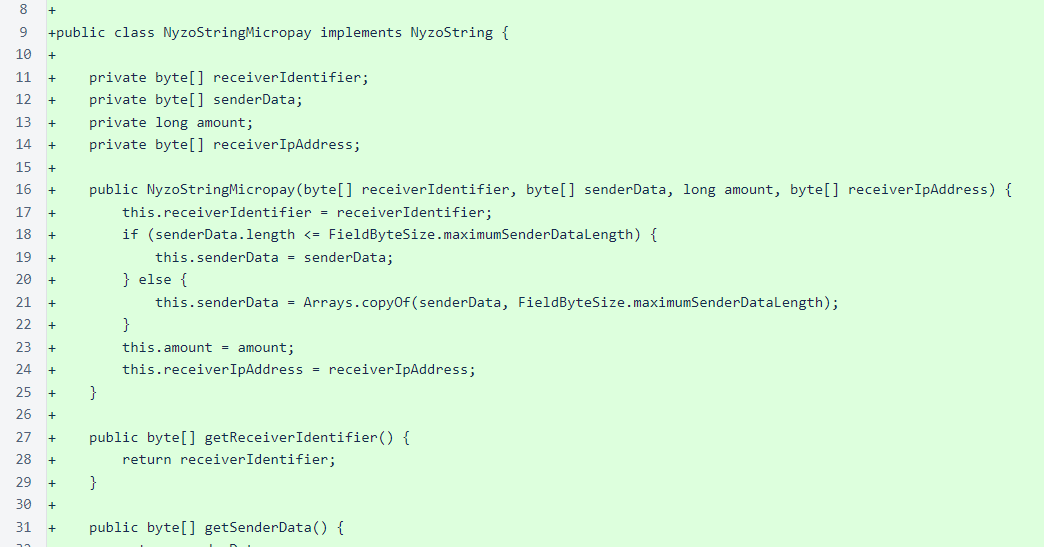 8 +
9 +public class NyzoStringMicropay implements NyzoString {
10 +
11 +    private byte[] receiverIdentifier;
12 +    private byte[] senderData;
13 +    private long amount;
14 +    private byte[] receiverIpAddress;
15 +
16 +    public NyzoStringMicropay(byte[] receiverIdentifier, byte[] senderData, long amount, byte[] receiverIpAddress) {
17 +        this.receiverIdentifier = receiverIdentifier;
18 +        if (senderData.length <= FieldByteSize.maximumSenderDataLength) {
19 +            this.senderData = senderData;
20 +        } else {
21 +            this.senderData = Arrays.copyOf(senderData, FieldByteSize.maximumSenderDataLength);
22 +        }
23 +        this.amount = amount;
24 +        this.receiverIpAddress = receiverIpAddress;
25 +    }
26 +
27 +    public byte[] getReceiverIdentifier() {
28 +        return receiverIdentifier;
29 +    }
30 +
31 +    public byte[] getSenderData() {